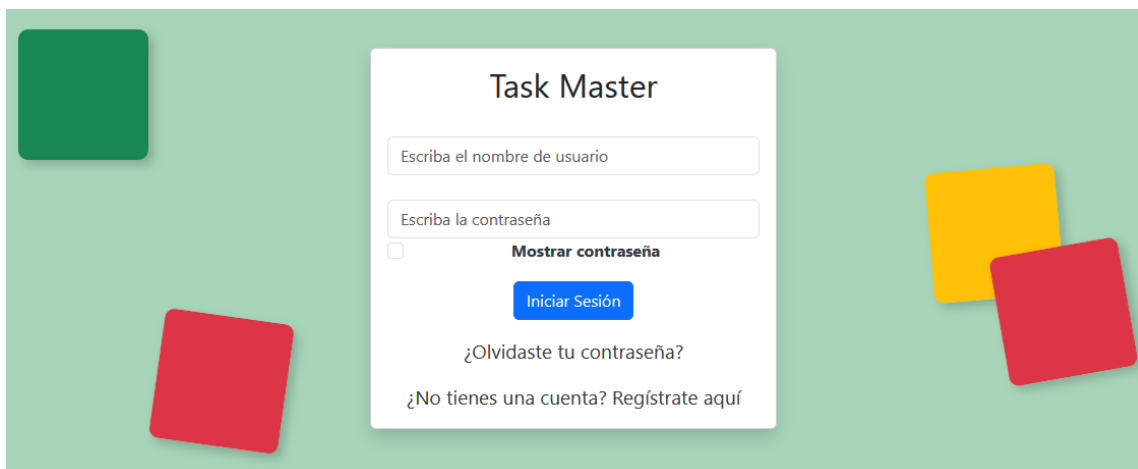 Task Master
Escriba el nombre de usuario
Escriba la contraseña
Mostrar contraseña
Iniciar Sesión
¿Olvidaste tu contraseña?
¿No tienes una cuenta? Regístrate aquí